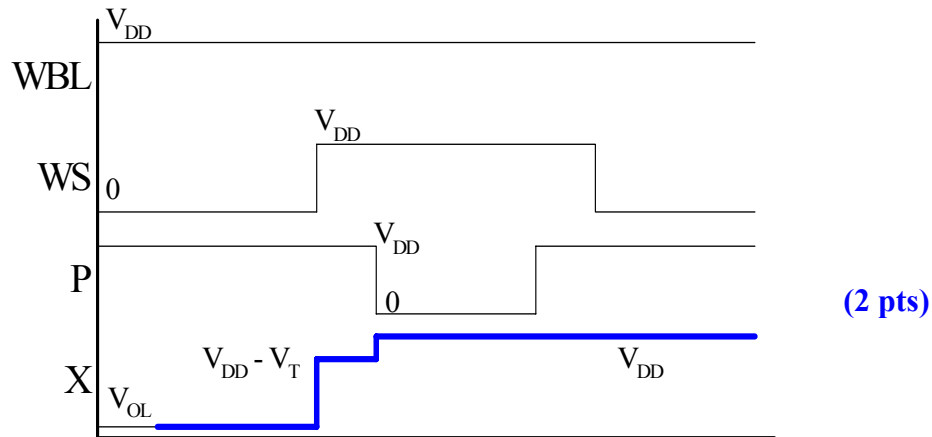 V_DD
WBL
V_DD
WS
0
V_DD
P
0
(2 pts)
V_DD - V_T
V_DD
X
V_OL